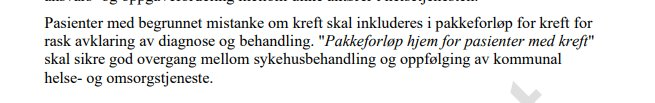 Pasienter med begrunnet mistanke om kreft skal inkluderes i pakkeforløp for kreft for
rask avklaring av diagnose og behandling. "Pakkeforløp hjem for pasienter med kreft"
skal sikre god overgang mellom sykehusbehandling og oppfølging av kommunal
helse- og omsorgstjeneste.